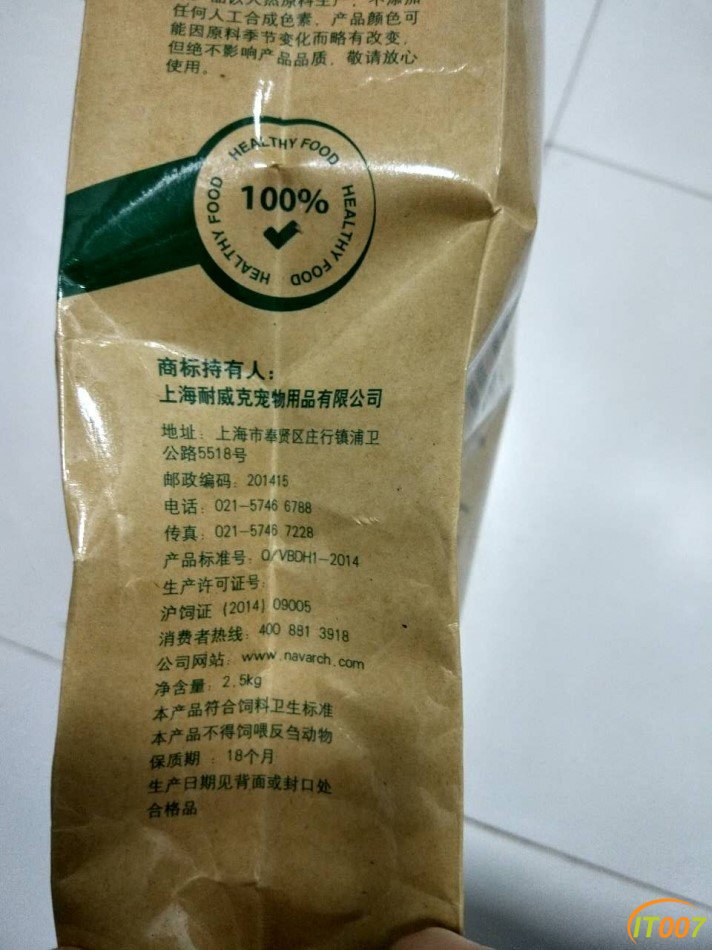 任何人工合成色素，产品颜色可
能因原料季节变化而略有改变，
但绝不影响产品品质，敬请放心
使用。
HEALTHY FOOD
HEALTHY FOOD
HEALTHY FOOD
100%
商标持有人：
上海耐威克宠物用品有限公司
地址：上海市奉贤区庄行镇浦卫
公路5518号
邮政编码：201415
电话：021-5746 6788
传真：021-5746 7228
产品标准号：Q/VBDH1-2014
生产许可证号：
沪饲证（2014）09005
消费者热线：400 891 3918
公司网站：www.navarch.com
净含量：2.5kg
本产品符合饲料卫生标准
本产品不得饲喂反刍动物
保质期：18个月
生产日期见背面或封口处
合格品
IT007